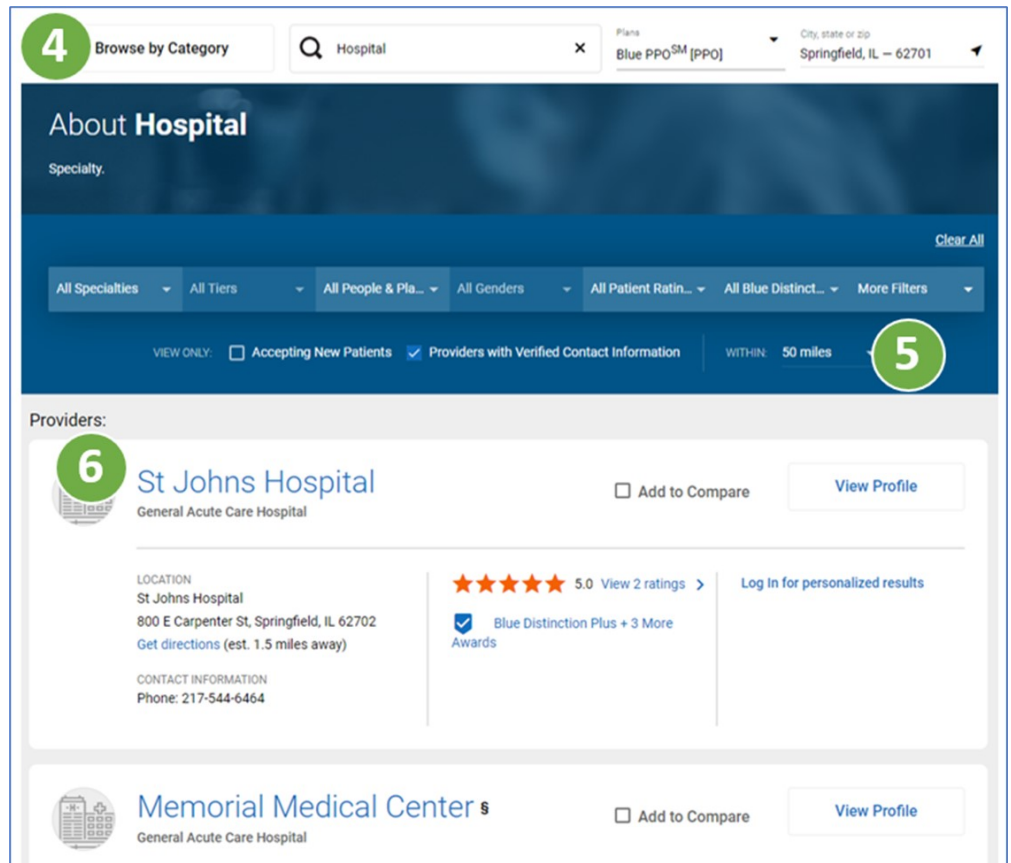 4
Browse by Category
Hospital ×
Plans
Blue PPOSM [PPO]
City, state or zip
Springfield, IL – 62701
About Hospital
Specialty.
Clear All
All Specialties All Tiers All People & Pla... All Genders All Patient Ratin... All Blue Distinct... More Filters
VIEW ONLY: Accepting New Patients Providers with Verified Contact Information WITHIN: 50 miles
5
Providers:
6
St Johns Hospital
General Acute Care Hospital
Add to Compare
View Profile
LOCATION
St Johns Hospital
800 E Carpenter St, Springfield, IL 62702
Get directions (est. 1.5 miles away)
CONTACT INFORMATION
Phone: 217-544-6464
5.0 View 2 ratings >
Blue Distinction Plus + 3 More
Awards
Log In for personalized results
Memorial Medical Center §
General Acute Care Hospital
Add to Compare
View Profile